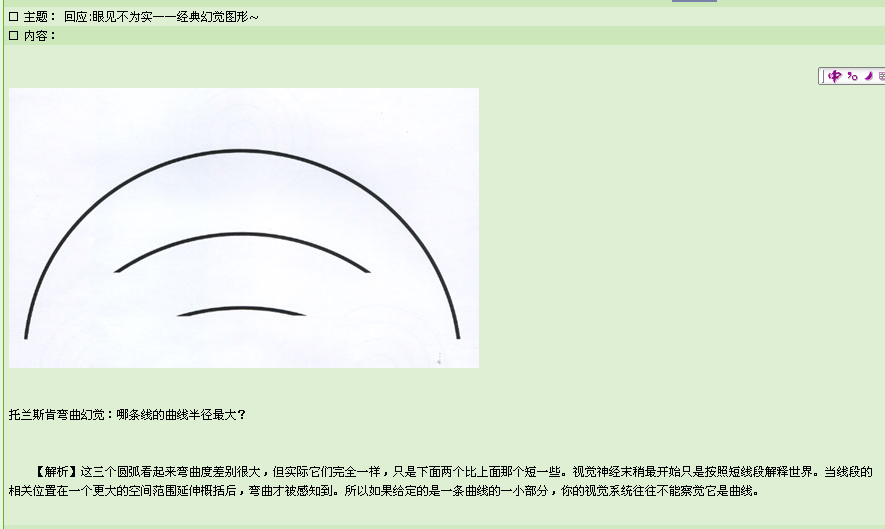 □ 主题： 回应:眼见不为实——经典幻觉图形~
□ 内容：
中
托兰斯肯弯曲幻觉：哪条线的曲线半径最大？
【解析】这三个圆弧看起来弯曲度差别很大，但实际它们完全一样，只是下面两个比上面那个短一些。视觉神经末稍最开始只是按照短线段解释世界。当线段的
相关位置在一个更大的空间范围延伸概括后，弯曲才被感知到。所以如果给定的是一条曲线的一小部分，你的视觉系统往往不能察觉它是曲线。